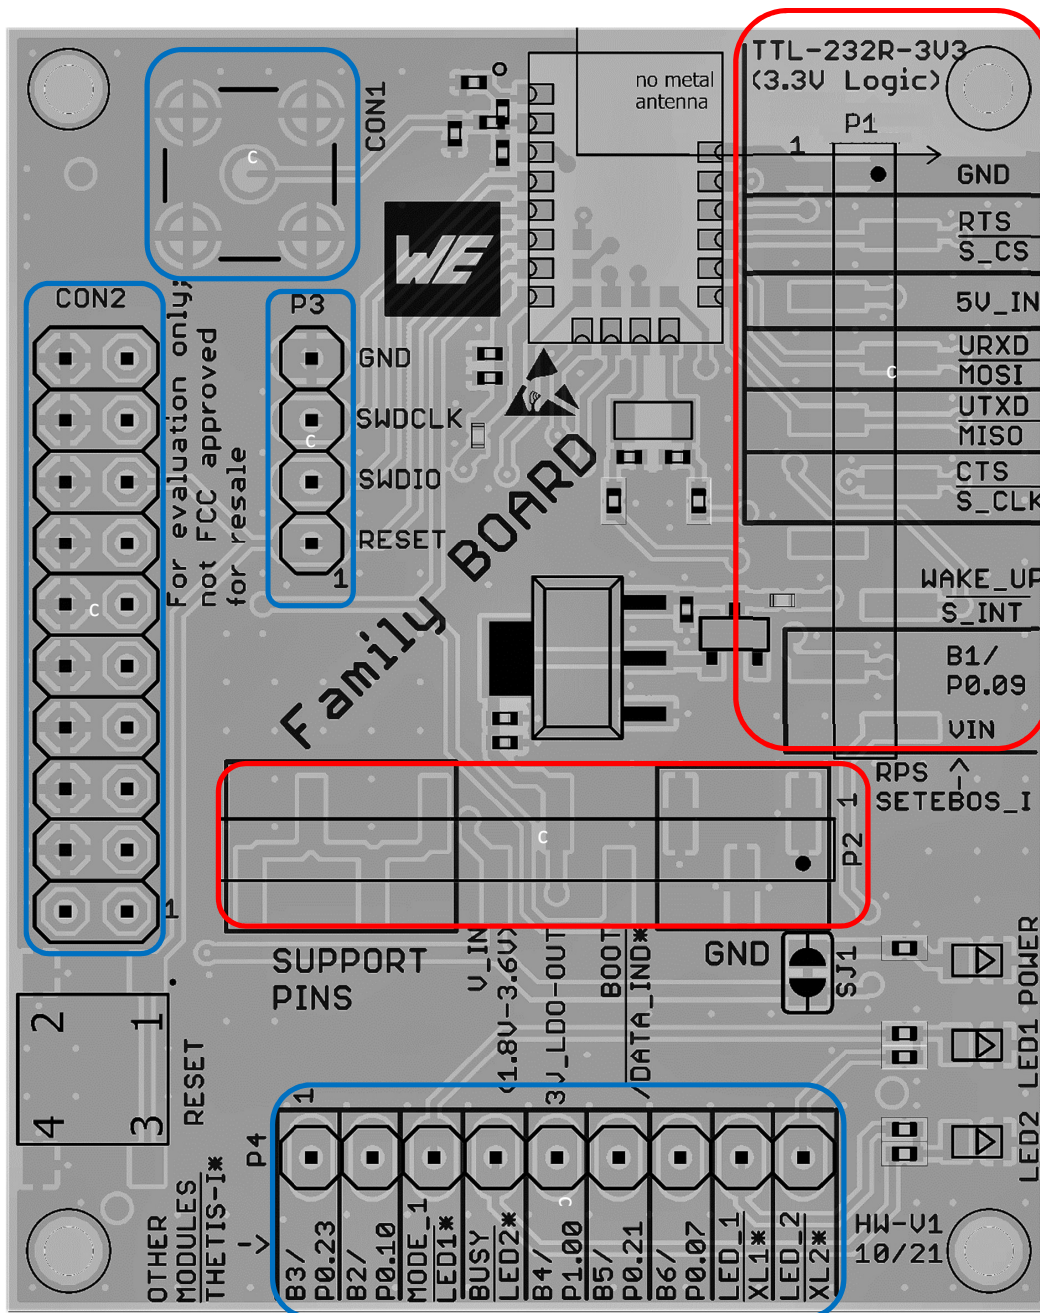 TTL-232R-3V3
(3.3V Logic)
P1
1
GND
RTS
S_CS
5V_IN
URXD
MOSI
UTXD
MISO
CTS
S_CLK
WAKE_UP
S_INT
B1/
P0.09
VIN
RPS
SETEBOS_I
no metal
antenna
CON1
C
WE
CON2
1
C
For evaluation only;
not FCC approved
for resale
P3
GND
SWDCLK
SWDIO
RESET
1
C
C
Family
BOARD
1
P2
C
SUPPORT
PINS
V_IN
(1.8V-3.6V)
3V_LDO-OUT
BOOT
/DATA_IND*
GND
SJ1
POWER
LED1
LED2
2
1
4
3
RESET
P4
1
C
OTHER
MODULES
THETIS-I*
B3/
P0.23
B2/
P0.10
MODE_1
LED1*
BUSY
LED2*
B4/
P1.00
B5/
P0.21
B6/
P0.07
LED_1
XL1*
LED_2
XL2*
HW-V1
10/21